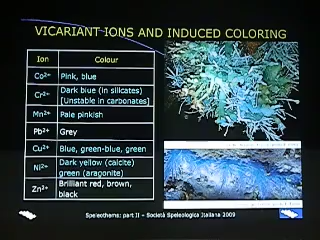 VICARIANT IONS AND INDUCED COLORING
Ion Colour
Co²⁺ Pink, blue
Cr²⁺ Dark blue (in silicates)
[Unstable in carbonates]
Mn²⁺ Pale pinkish
Pb²⁺ Grey
Cu²⁺ Blue, green-blue, green
Ni²⁺ Dark yellow (calcite)
green (aragonite)
Zn²⁺ Brilliant red, brown,
black
Speleothems: part II – Società Speleologica Italiana 2009